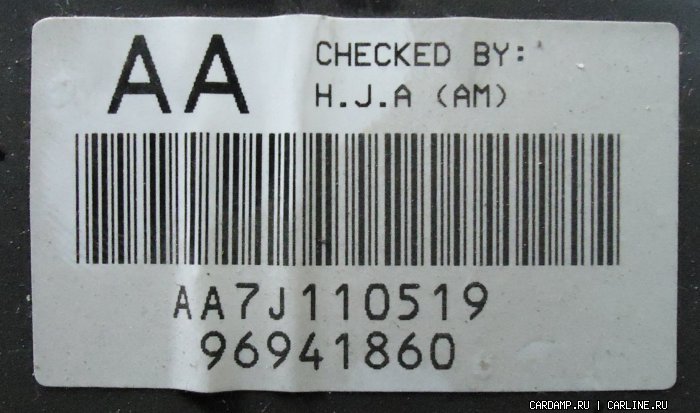 AA
CHECKED BY:
H.J.A (AM)
AA7J110519
96941860
CARDAMP.RU | CARLINE.RU